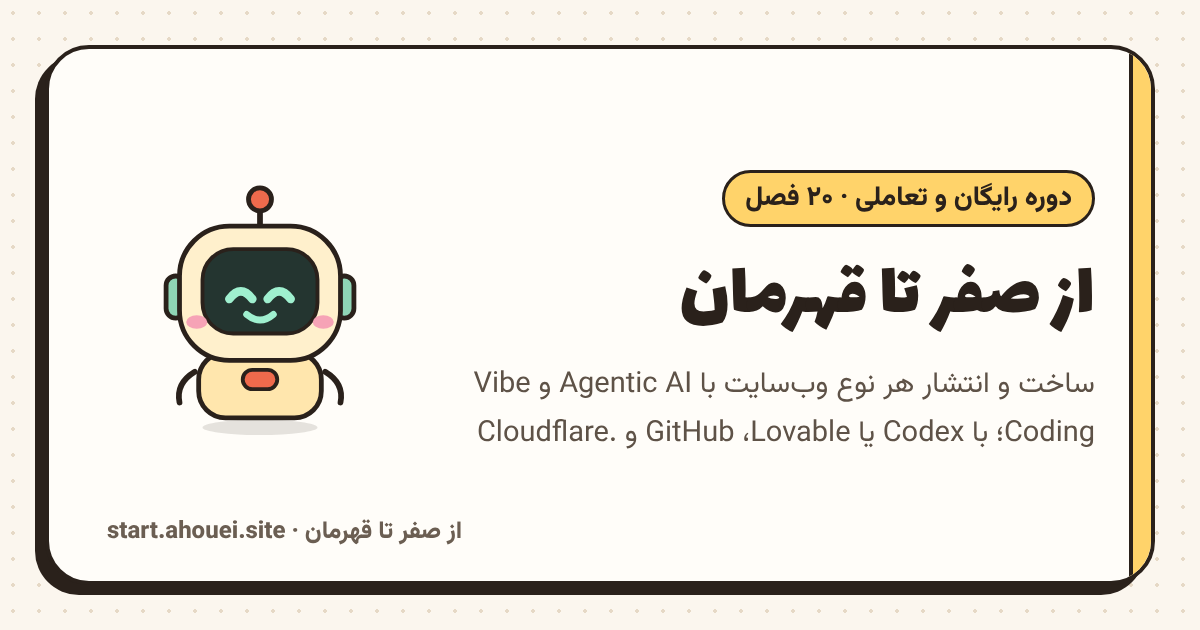 دوره رایگان و تعاملی · ۲۰ فصل
از صفر تا قهرمان
ساخت و انتشار هر نوع وب‌سایت با Agentic AI و Vibe
Coding؛ با Codex یا Lovable، GitHub و Cloudflare.
از صفر تا قهرمان · start.ahouei.site